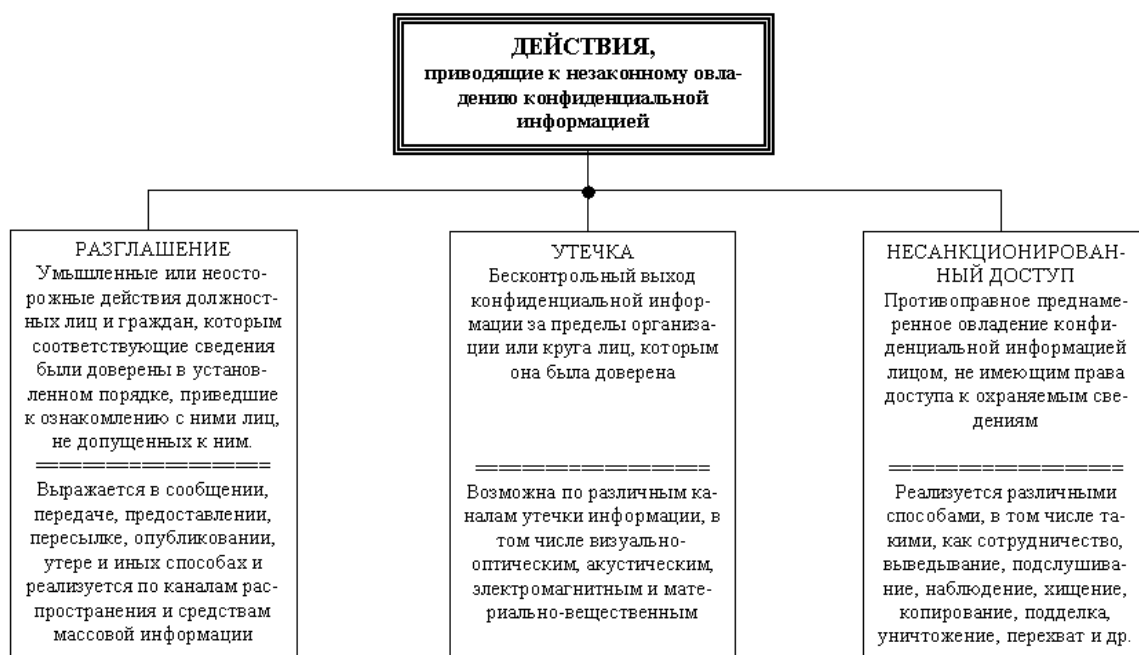 ДЕЙСТВИЯ,
приводящие к незаконному овла-
дению конфиденциальной
информацией
РАЗГЛАШЕНИЕ
Умышленные или неосто-
рожные действия должност-
ных лиц и граждан, которым
соответствующие сведения
были доверены в установ-
ленном порядке, приведшие
к ознакомлению с ними лиц,
не допущенных к ним.
====================
Выражается в сообщении,
передаче, предоставлении,
пересылке, опубликовании,
утере и иных способах и
реализуется по каналам рас-
пространения и средствам
массовой информации
УТЕЧКА
Бесконтрольный выход
конфиденциальной инфор-
мации за пределы организа-
ции или круга лиц, которым
она была доверена
====================
Возможна по различным ка-
налам утечки информации, в
том числе визуально-
оптическим, акустическим,
электромагнитным и мате-
риально-вещественным
НЕСАНКЦИОНИРОВАН-
НЫЙ ДОСТУП
Противоправное преднаме-
ренное овладение конфи-
денциальной информацией
лицом, не имеющим права
доступа к охраняемым све-
дениям
====================
Реализуется различными
способами, в том числе та-
кими, как сотрудничество,
выведывание, подслушива-
ние, наблюдение, хищение,
копирование, подделка,
уничтожение, перехват и др.